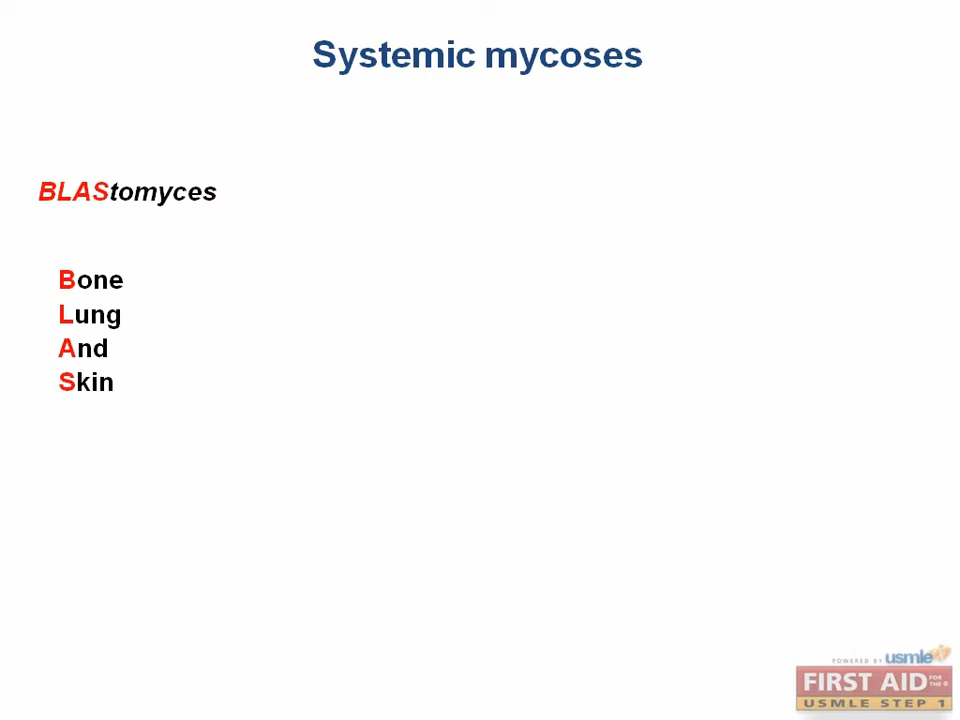 Systemic mycoses
BLAStomyces
Bone
Lung
And
Skin
POWERED BY usmle
FIRST AID FOR THE ®
USMLE STEP 1